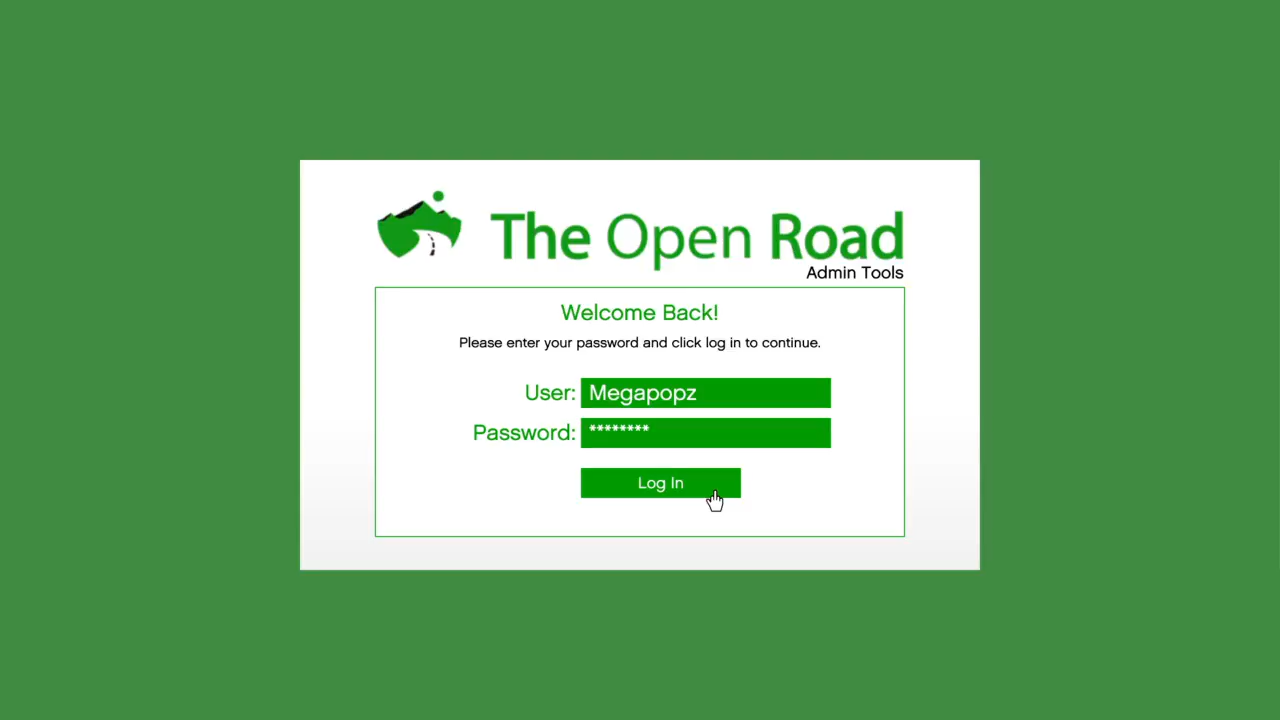 The Open Road
Admin Tools
Welcome Back!
Please enter your password and click log in to continue.
User: Megapopz
Password: ********
Log In